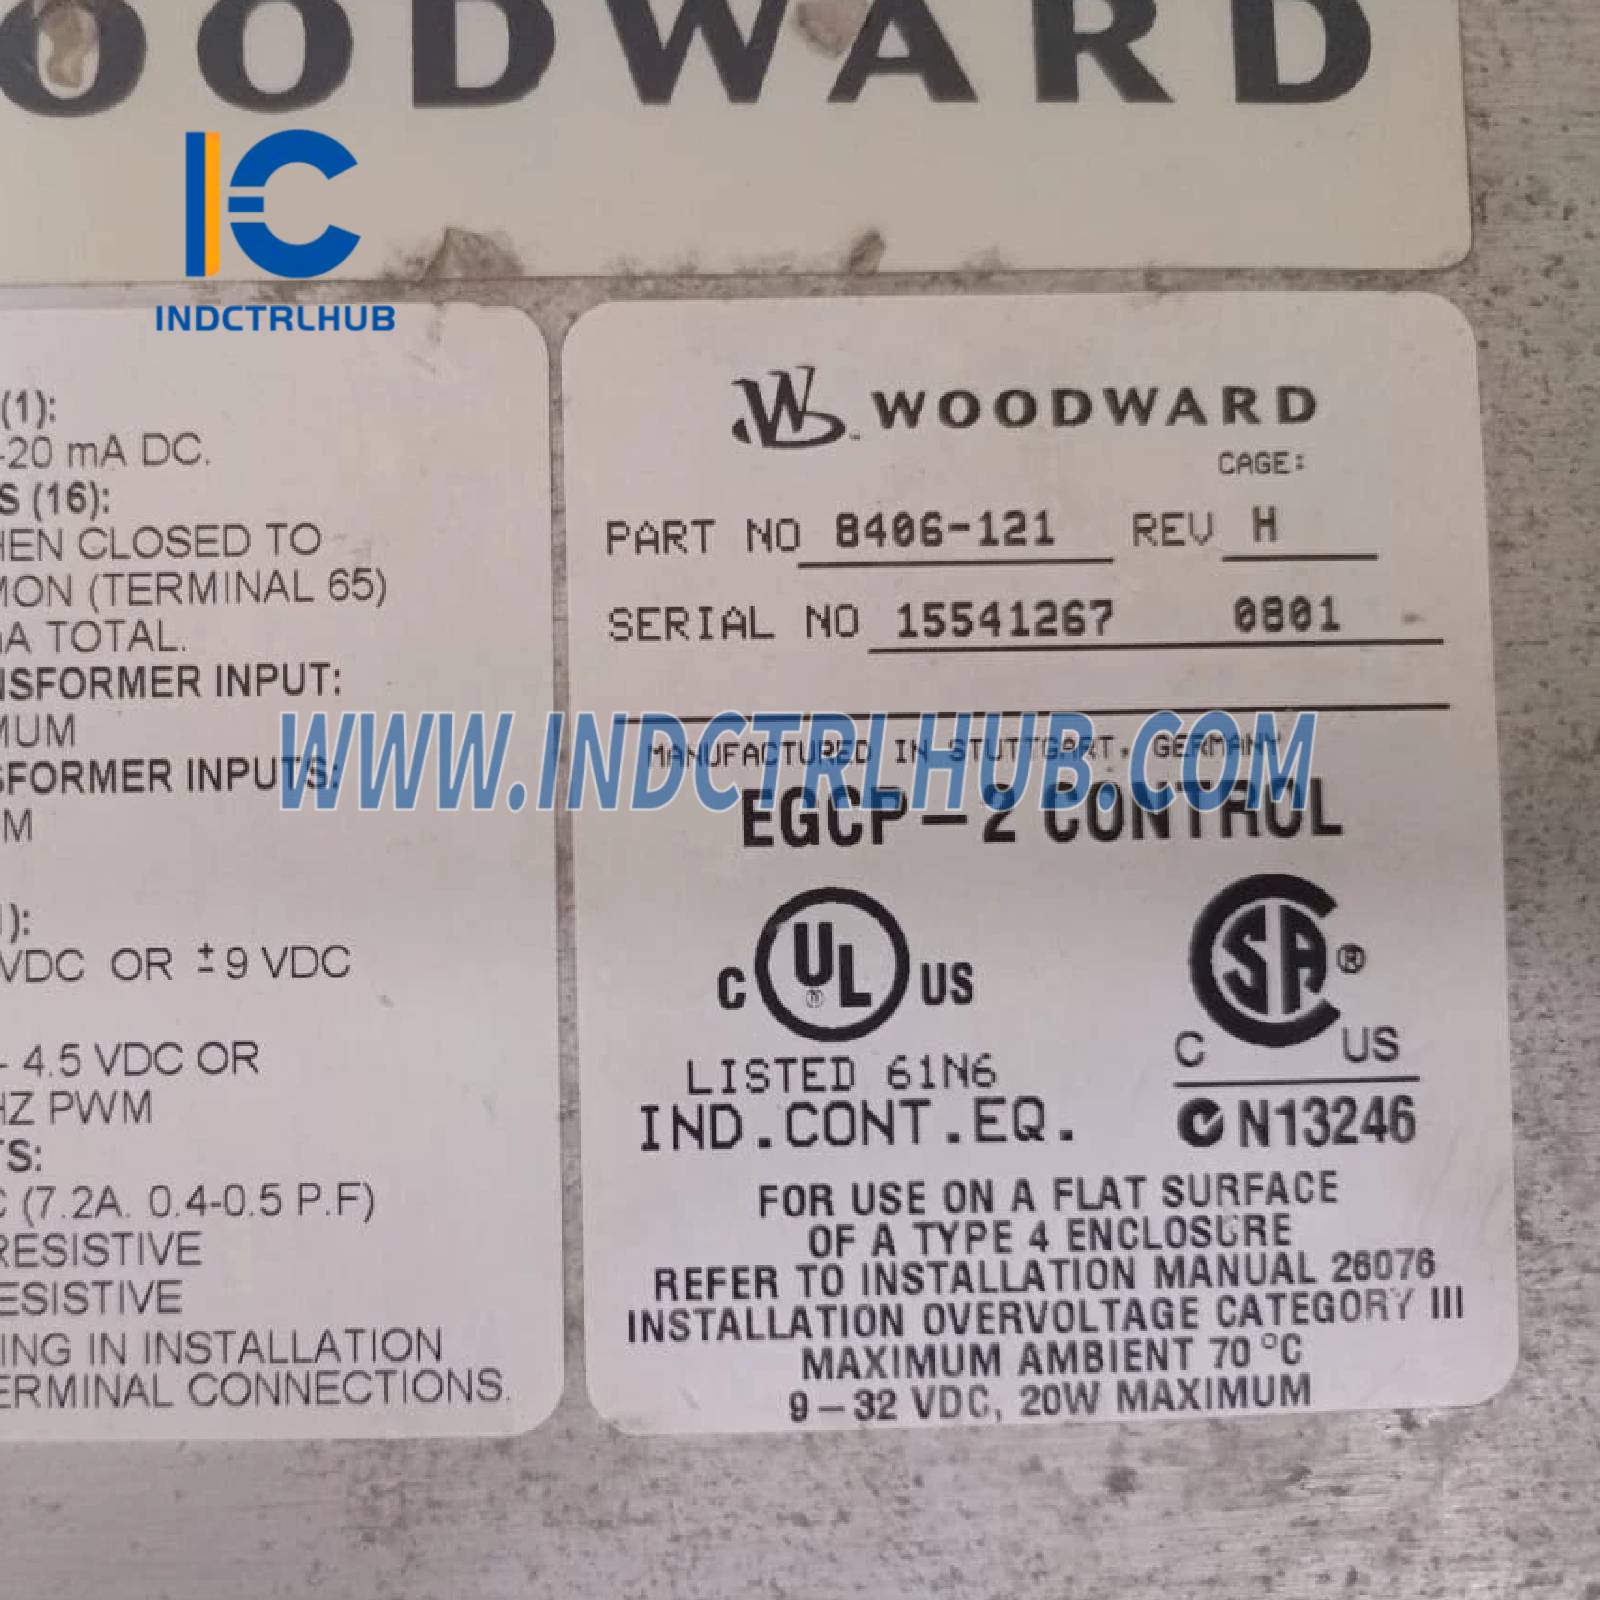 OODWARD
INDCTRLHUB
(1):
-20 mA DC.
S (16):
HEN CLOSED TO
MON (TERMINAL 65)
A TOTAL.
NSFORMER INPUT:
MUM
SFORMER INPUTS:
M
):
VDC OR ±9 VDC
- 4.5 VDC OR
HZ PWM
TS:
C (7.2A. 0.4-0.5 P.F)
RESISTIVE
ESISTIVE
ING IN INSTALLATION
ERMINAL CONNECTIONS.
WOODWARD
CAGE:
PART NO 8406-121 REV H
SERIAL NO 15541267 0801
WWW.INDCTRLHUB.COM
MANUFACTURED IN STUTTGART, GERMANY
EGCP-2 CONTROL
C UL ® US
SA ®
C US
LISTED 61N6
IND.CONT.EQ.
N13246
FOR USE ON A FLAT SURFACE
OF A TYPE 4 ENCLOSURE
REFER TO INSTALLATION MANUAL 26076
INSTALLATION OVERVOLTAGE CATEGORY III
MAXIMUM AMBIENT 70 °C
9-32 VDC, 20W MAXIMUM